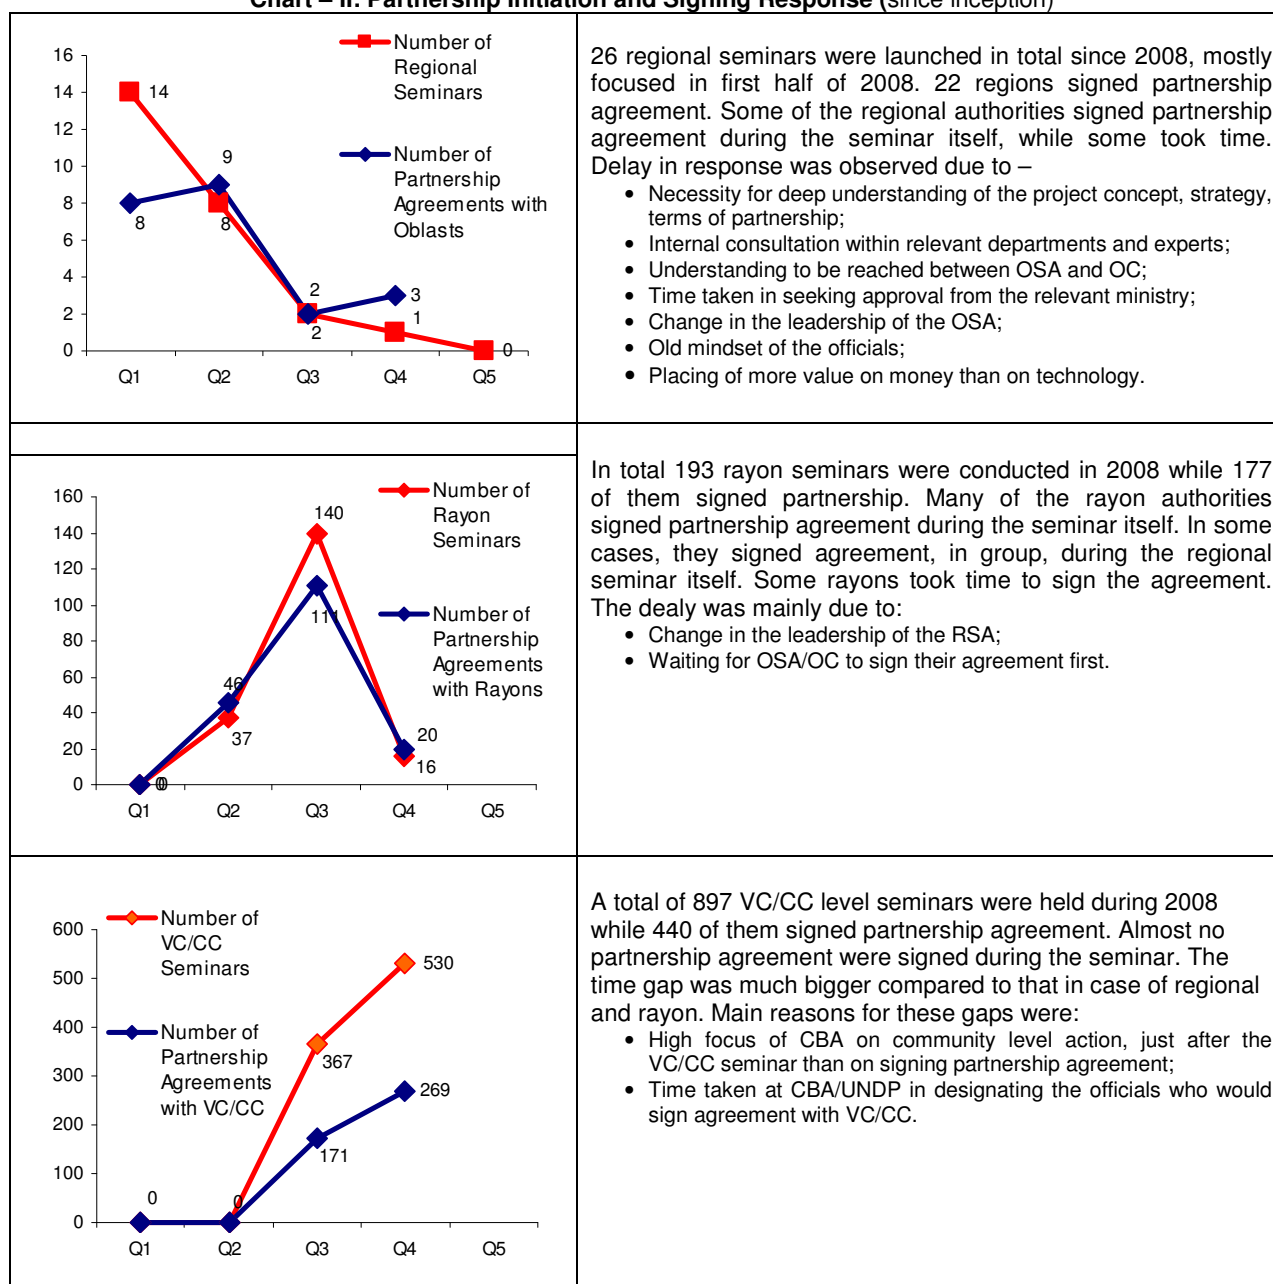 Chart – II: Partnership Initiation and Signing Response (since inception)
Number of
Regional
Seminars
Number of
Partnership
Agreements with
Oblasts
16
14
12
10
8
6
4
2
0
14
8
9
8
2
2
3
1
0
Q1 Q2 Q3 Q4 Q5
26 regional seminars were launched in total since 2008, mostly
focused in first half of 2008. 22 regions signed partnership
agreement. Some of the regional authorities signed partnership
agreement during the seminar itself, while some took time.
Delay in response was observed due to –
• Necessity for deep understanding of the project concept, strategy,
terms of partnership;
• Internal consultation within relevant departments and experts;
• Understanding to be reached between OSA and OC;
• Time taken in seeking approval from the relevant ministry;
• Change in the leadership of the OSA;
• Old mindset of the officials;
• Placing of more value on money than on technology.
Number of
Rayon
Seminars
Number of
Partnership
Agreements
with Rayons
160
140
120
100
80
60
40
20
0
0
0
46
37
140
111
20
16
Q1 Q2 Q3 Q4 Q5
In total 193 rayon seminars were conducted in 2008 while 177
of them signed partnership. Many of the rayon authorities
signed partnership agreement during the seminar itself. In some
cases, they signed agreement, in group, during the regional
seminar itself. Some rayons took time to sign the agreement.
The dealy was mainly due to:
• Change in the leadership of the RSA;
• Waiting for OSA/OC to sign their agreement first.
Number of
VC/CC
Seminars
Number of
Partnership
Agreements
with VC/CC
600
500
400
300
200
100
0
0
0
367
171
530
269
Q1 Q2 Q3 Q4 Q5
A total of 897 VC/CC level seminars were held during 2008
while 440 of them signed partnership agreement. Almost no
partnership agreement were signed during the seminar. The
time gap was much bigger compared to that in case of regional
and rayon. Main reasons for these gaps were:
• High focus of CBA on community level action, just after the
VC/CC seminar than on signing partnership agreement;
• Time taken at CBA/UNDP in designating the officials who would
sign agreement with VC/CC.